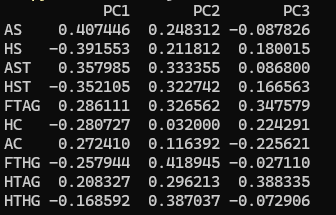 PC1 PC2 PC3
AS 0.407446 0.248312 -0.087826
HS -0.391553 0.211812 0.180015
AST 0.357985 0.333355 0.086800
HST -0.352105 0.322742 0.166563
FTAG 0.286111 0.326562 0.347579
HC -0.280727 0.032000 0.224291
AC 0.272410 0.116392 -0.225621
FTHG -0.257944 0.418945 -0.027110
HTAG 0.208327 0.296213 0.388335
HTHG -0.168592 0.387037 -0.072906